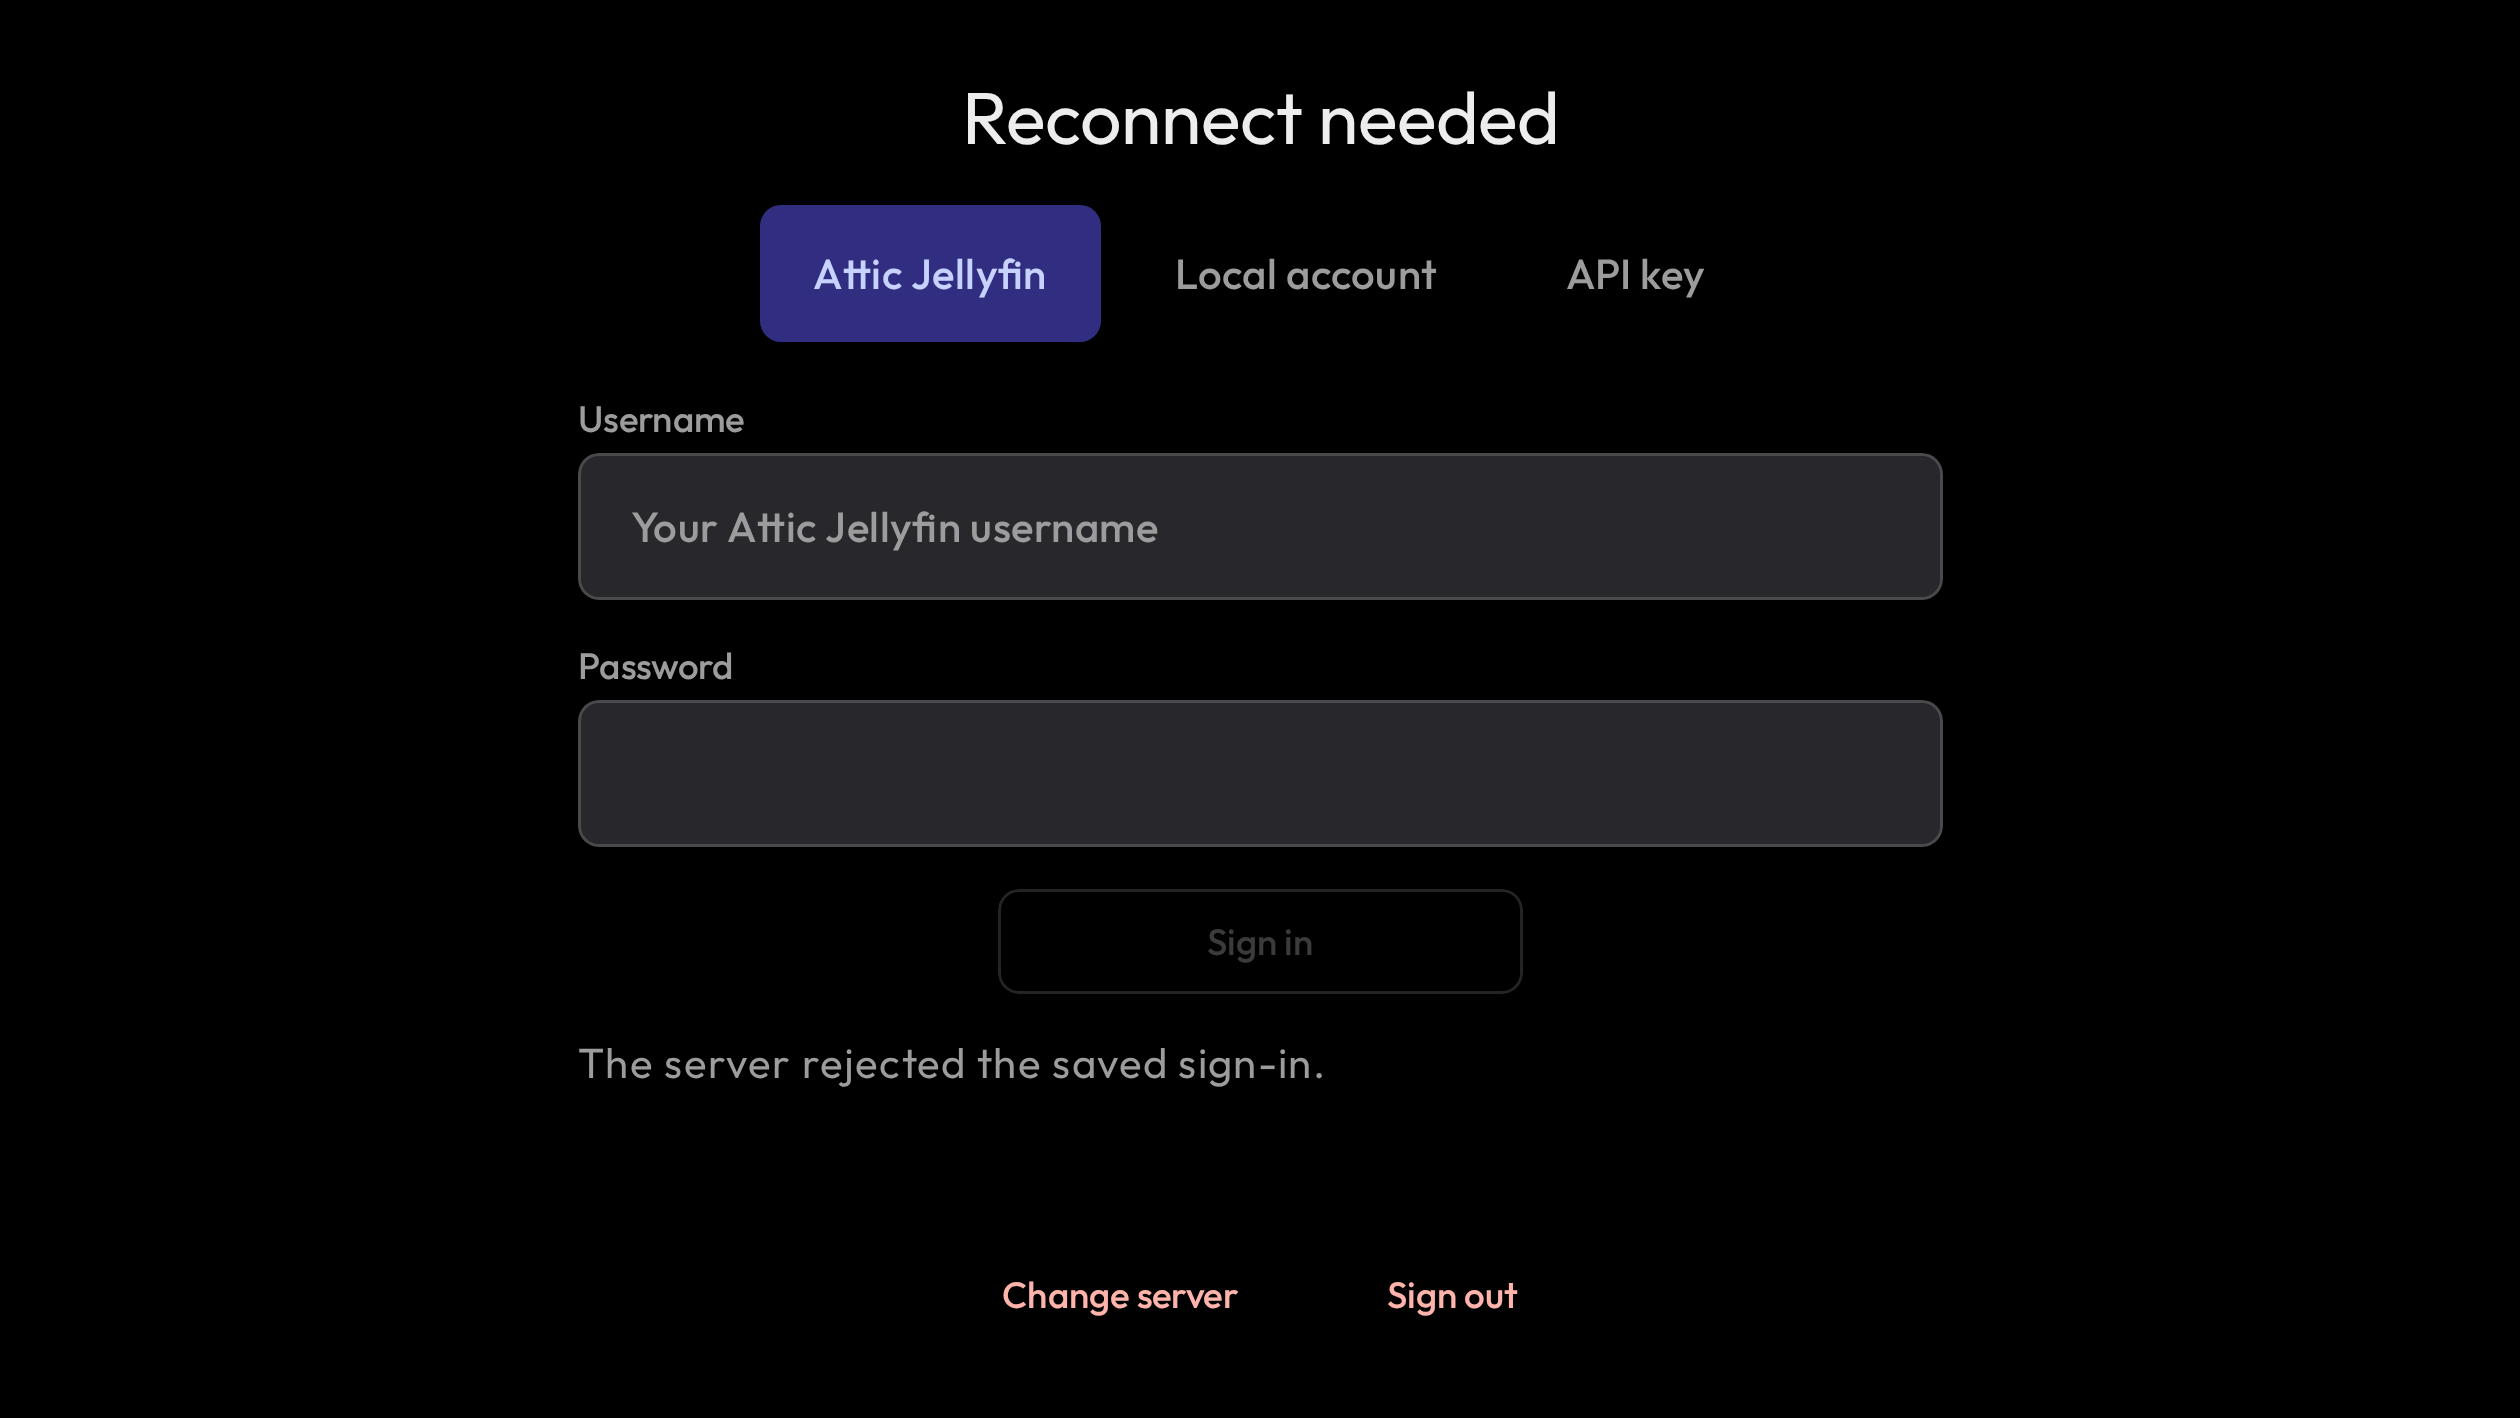 Reconnect needed
Attic Jellyfin Local account API key
Username
Your Attic Jellyfin username
Password
Sign in
The server rejected the saved sign-in.
Change server Sign out